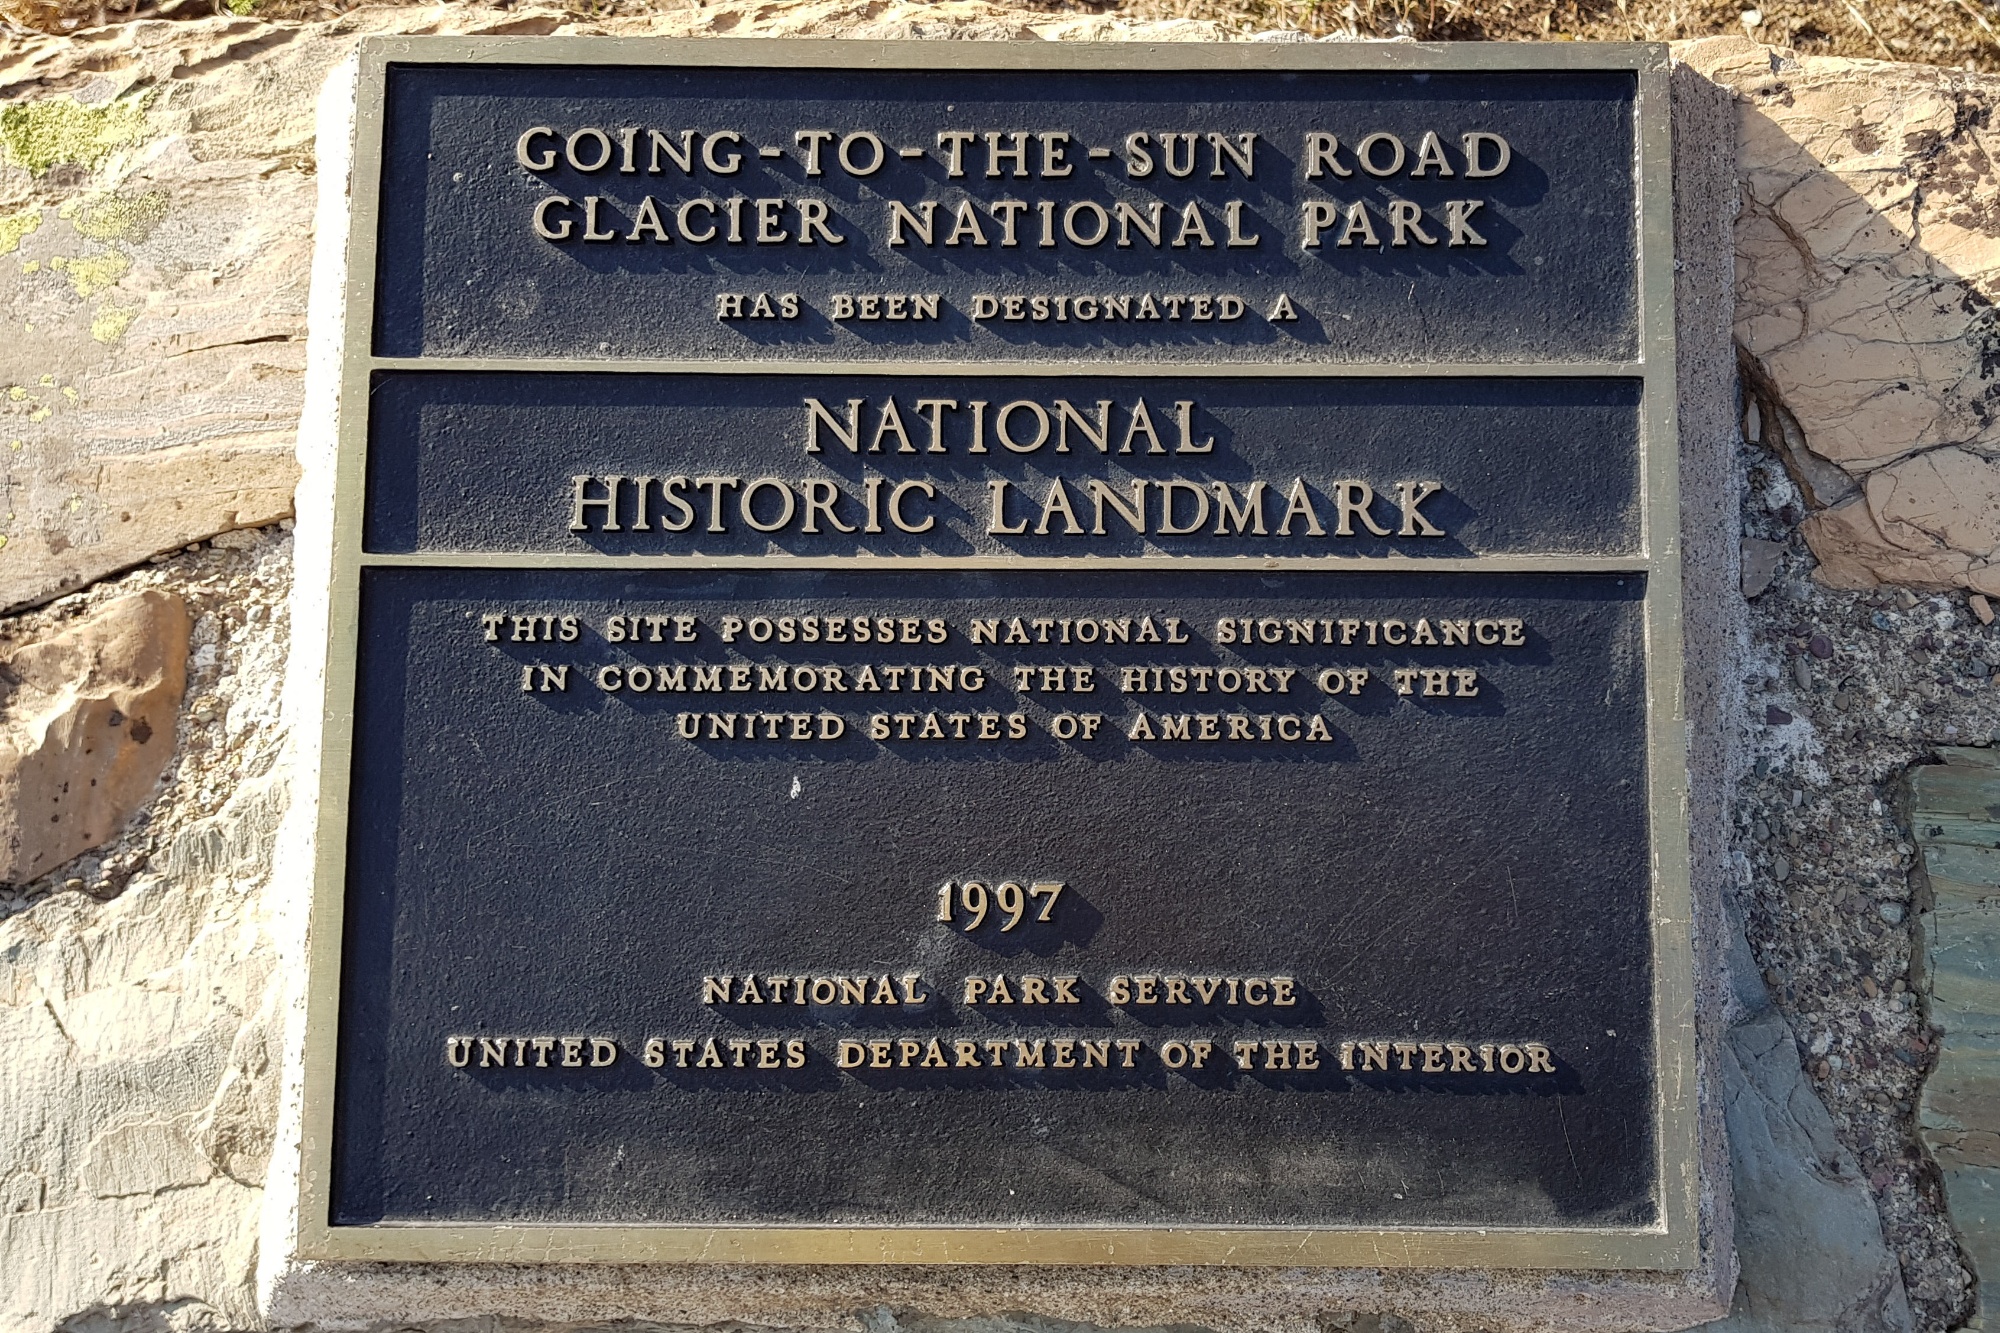 GOING-TO-THE-SUN ROAD
GLACIER NATIONAL PARK
HAS BEEN DESIGNATED A
NATIONAL
HISTORIC LANDMARK
THIS SITE POSSESSES NATIONAL SIGNIFICANCE
IN COMMEMORATING THE HISTORY OF THE
UNITED STATES OF AMERICA
1997
NATIONAL PARK SERVICE
UNITED STATES DEPARTMENT OF THE INTERIOR